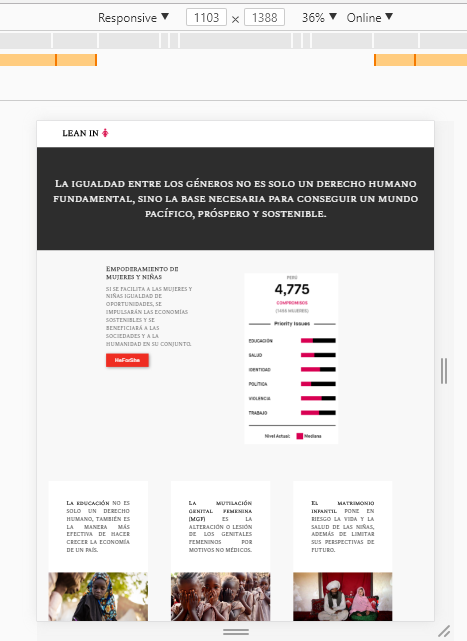 Responsive ▼ 1103 × 1388 36% ▼ Online ▼
LEAN IN
La igualdad entre los géneros no es solo un derecho humano
fundamental, sino la base necesaria para conseguir un mundo
pacífico, próspero y sostenible.
Empoderamiento de
mujeres y niñas
si se facilita a las mujeres y
niñas igualdad de
oportunidades, se
impulsarán las economías
sostenibles y se
beneficiará a las
sociedades y a la
humanidad en su conjunto.
HeForShe
PERÚ
4,775
COMPROMISOS
Priority Issues
EDUCACIÓN
SALUD
IDENTIDAD
POLITICA
VIOLENCIA
TRABAJO
Nivel Actual: Mediana
La educación no es
solo un derecho
humano, también es
la manera más
efectiva de hacer
crecer la economía
de un país.
La mutilación
genital femenina
(MGF) es la
alteración o lesión
de los genitales
femeninos por
motivos no médicos.
El matrimonio
infantil pone en
riesgo la vida y la
salud de las niñas,
además de limitar
sus perspectivas de
futuro.